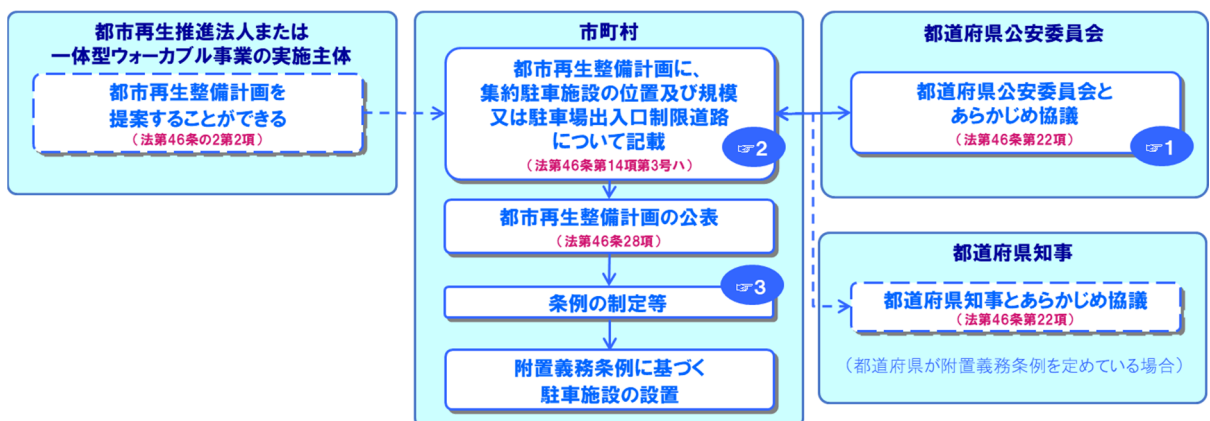 都市再生推進法人または
一体型ウォーカブル事業の実施主体
都市再生整備計画を
提案することができる
（法第46条の2第2項）
市町村
都市再生整備計画に、
集約駐車施設の位置及び規模
又は駐車場出入口制限道路
について記載
（法第46条第14項第3号ハ）
☞2
都市再生整備計画の公表
（法第46条28項）
☞3
条例の制定等
附置義務条例に基づく
駐車施設の設置
都道府県公安委員会
都道府県公安委員会と
あらかじめ協議
（法第46条第22項）
☞1
都道府県知事
都道府県知事とあらかじめ協議
（法第46条第22項）
（都道府県が附置義務条例を定めている場合）